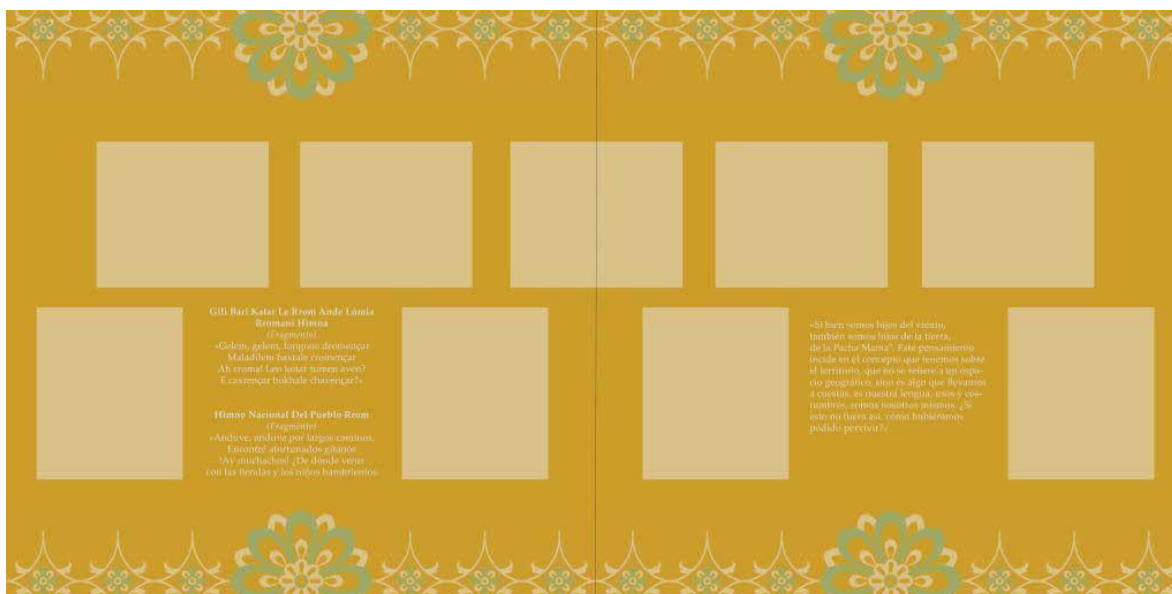 Gili Bari Katar Le Rrom Ande Lúmia
Rromani Himna
(Fragmento)
«Gelem, gelem, lungone dromençar
Maladilem baxtale rromençar
Ah rroma! kotar tumen aven?
E caxrençar bokhale chavençar?»
Himno Nacional Del Pueblo Rrom
(Fragmento)
«Anduve, anduve por largos caminos.
Encontré afortunados gitanos
!Ay muchachos! ¿De dónde venis
con las tiendas y los niños hambrientos
«Si bien somos hijos del viento,
también somos hijos de la tierra,
de la Pacha Mama". Este pensamiento
incide en el concepto que tenemos sobre
el territorio, que no se refiere a un espa-
cio geográfico, sino es algo que llevamos
a cuestas, es nuestra lengua, usos y cos-
tumbres, somos nosotros mismos. ¿Si
esto no fuera así, cómo hubiéramos
podido pervivir?»